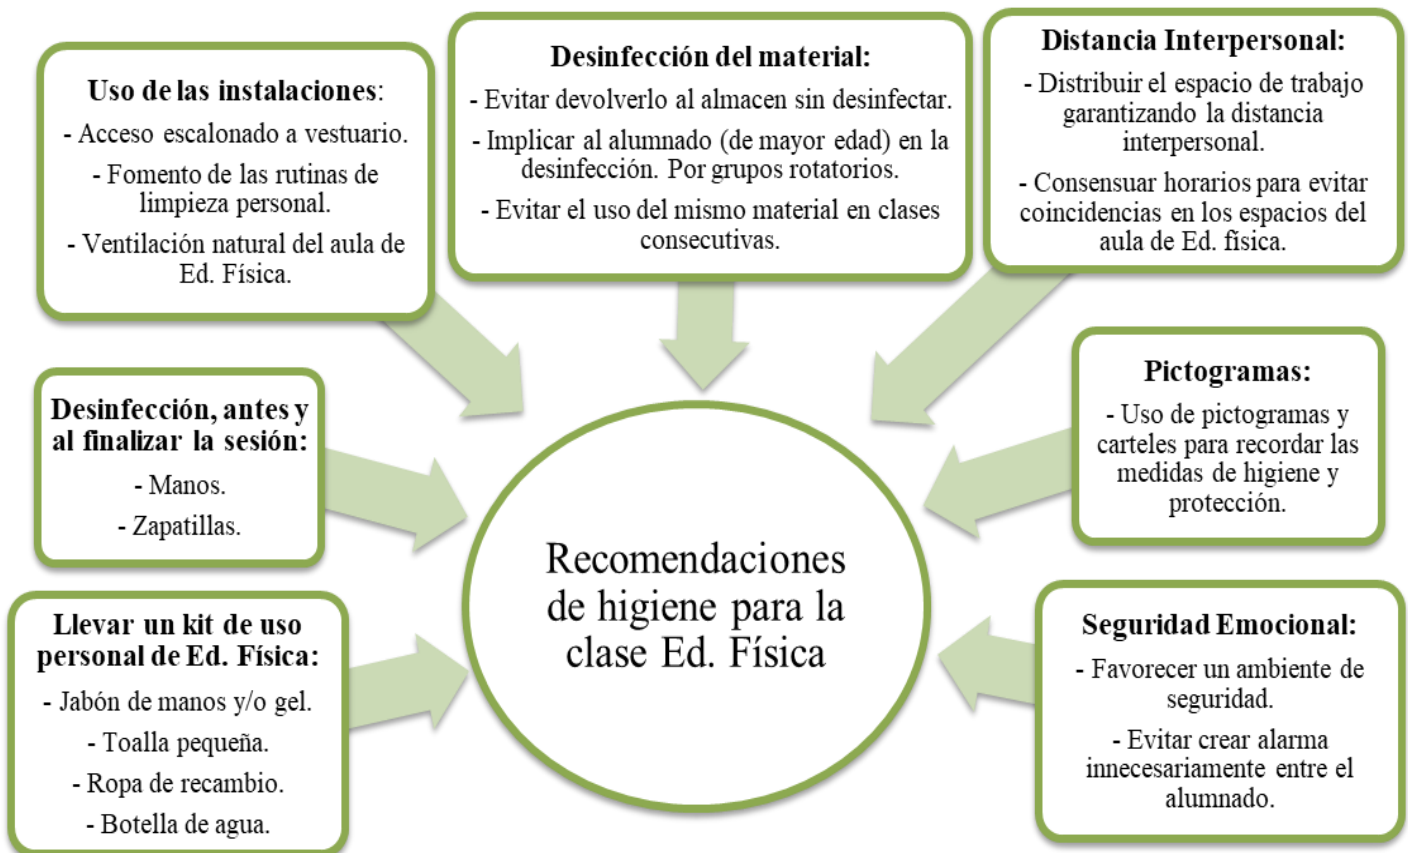 Uso de las instalaciones:
- Acceso escalonado a vestuario.
- Fomento de las rutinas de
limpieza personal.
- Ventilación natural del aula de
Ed. Física.
Desinfección del material:
- Evitar devolverlo al almacen sin desinfectar.
- Implicar al alumnado (de mayor edad) en la
desinfección. Por grupos rotatorios.
- Evitar el uso del mismo material en clases
consecutivas.
Distancia Interpersonal:
- Distribuir el espacio de trabajo
garantizando la distancia
interpersonal.
- Consensuar horarios para evitar
coincidencias en los espacios del
aula de Ed. física.
Desinfección, antes y
al finalizar la sesión:
- Manos.
- Zapatillas.
Pictogramas:
- Uso de pictogramas y
carteles para recordar las
medidas de higiene y
protección.
Recomendaciones
de higiene para la
clase Ed. Física
Llevar un kit de uso
personal de Ed. Física:
- Jabón de manos y/o gel.
- Toalla pequeña.
- Ropa de recambio.
- Botella de agua.
Seguridad Emocional:
- Favorecer un ambiente de
seguridad.
- Evitar crear alarma
innecesariamente entre el
alumnado.